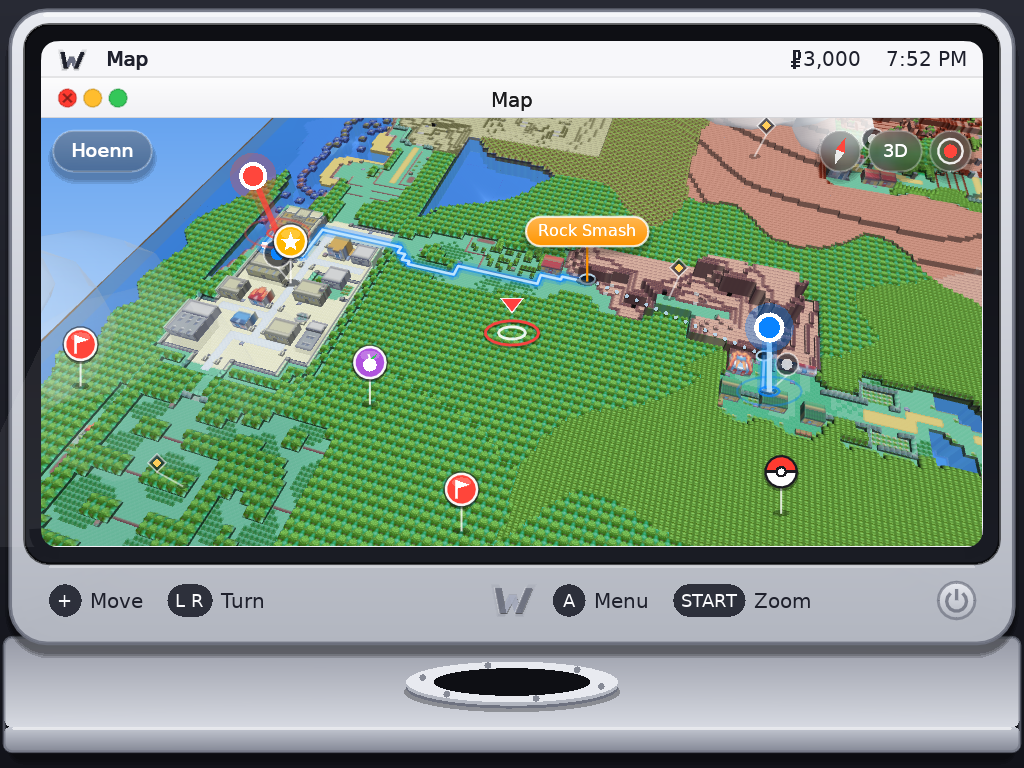 W Map ₽3,000 7:52 PM
Map
Hoenn
3D
Rock Smash
+ Move L R Turn W A Menu START Zoom